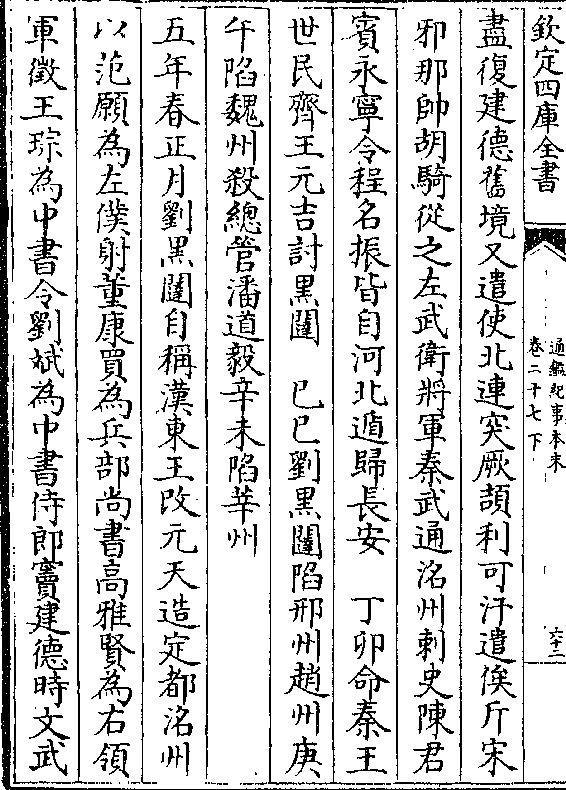 欽定四庫全書
通鑑紀事本末
卷二十七下
六十二
盡復建德舊境又遣使北連突厥頡利可汗遣俟斤宋
邪那帥胡騎從之左武衛將軍秦武通洺州刺史陳君
賓永寧令程名振皆自河北遁歸長安　丁卯命秦王
世民齊王元吉討黑闥　己巳劉黑闥陷邢州趙州庚
午陷魏州殺總管潘道毅辛未陷莘州
五年春正月劉黑闥自稱漢東王改元天造定都洺州
以范願為左僕射董康買為兵部尚書高雅賢為右領
軍徵王琮為中書令劉斌為中書侍郎竇建德時文武